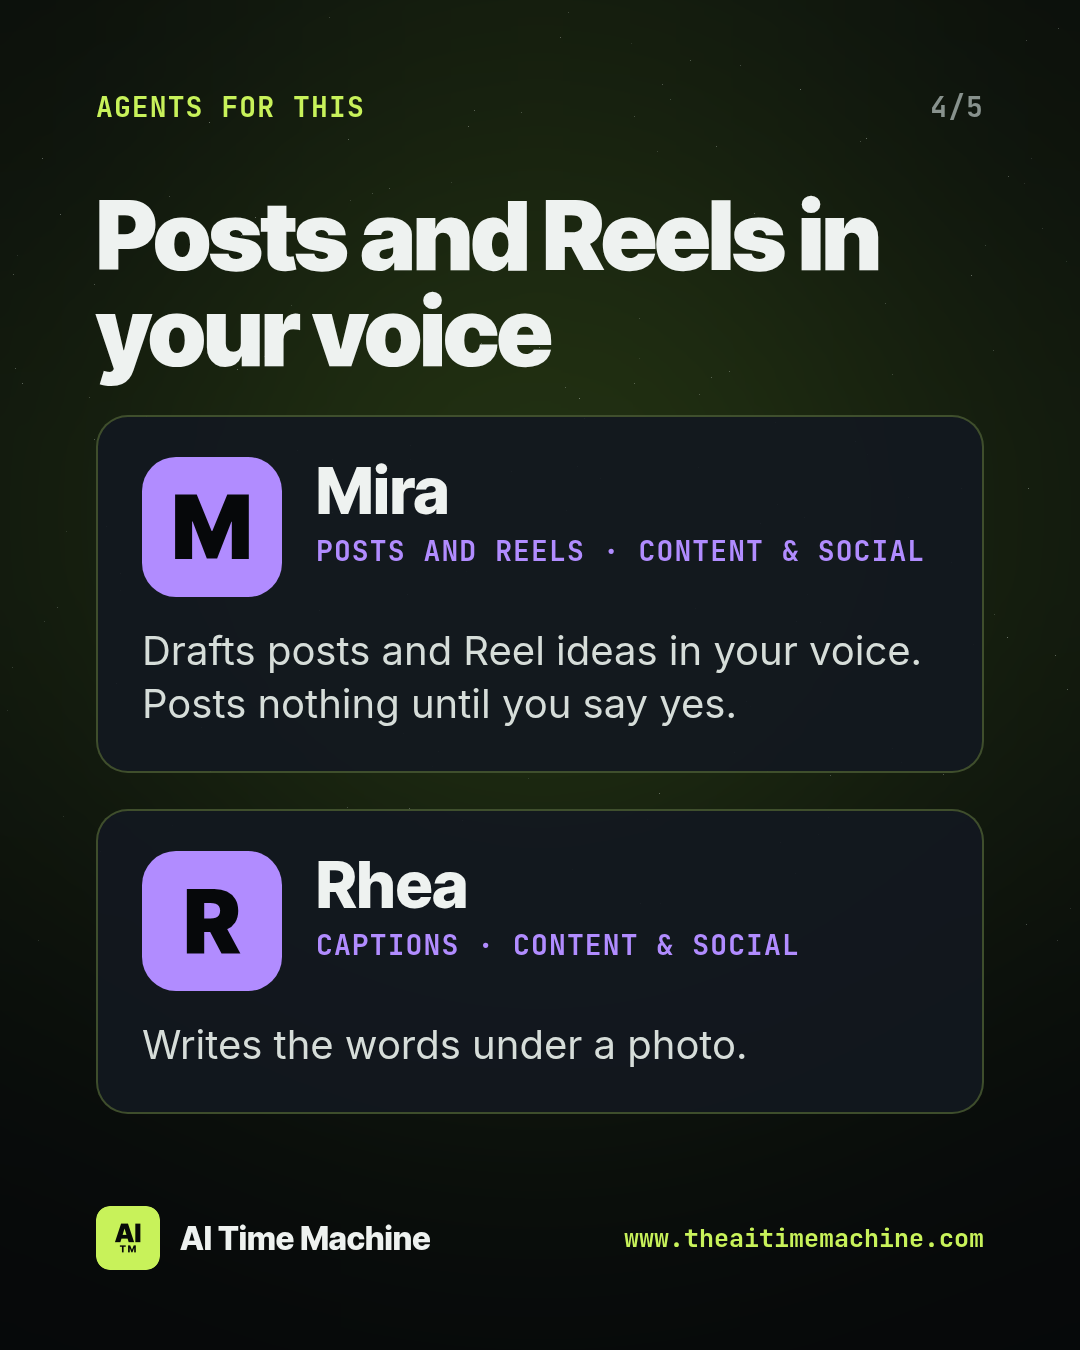 AGENTS FOR THIS
4/5
Posts and Reels in
your voice
M
Mira
POSTS AND REELS · CONTENT & SOCIAL
Drafts posts and Reel ideas in your voice.
Posts nothing until you say yes.
R
Rhea
CAPTIONS · CONTENT & SOCIAL
Writes the words under a photo.
AI
TM
AI Time Machine
www.theaitimemachine.com